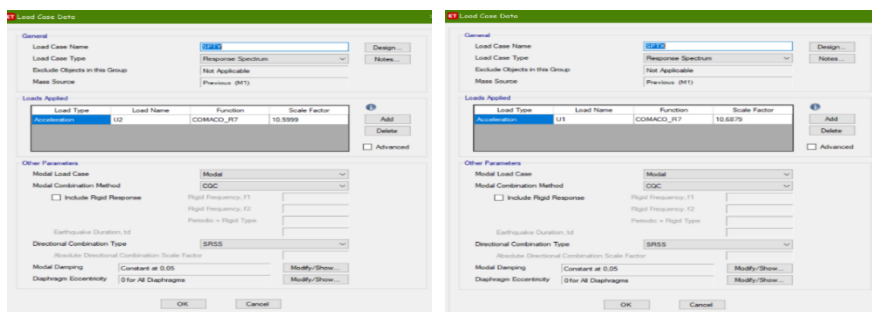 Load Case Data
General
Load Case Name SPTY Design...
Load Case Type Response Spectrum Notes...
Exclude Objects in this Group Not Applicable
Mass Source Previous (M1)
Loads Applied
Load Type Load Name Function Scale Factor
Acceleration U2 COMACO_R7 10.5999 Add
Delete
Advanced
Other Parameters
Modal Load Case Modal
Modal Combination Method CQC
Include Rigid Response Rigid Frequency, f1
Rigid Frequency, f2
Periodic + Rigid Type
Earthquake Duration, td
Directional Combination Type SRSS
Absolute Directional Combination Scale Factor
Modal Damping Constant at 0,05 Modify/Show...
Diaphragm Eccentricity 0 for All Diaphragms Modify/Show...
OK Cancel
Load Case Data
General
Load Case Name SPTX Design...
Load Case Type Response Spectrum Notes...
Exclude Objects in this Group Not Applicable
Mass Source Previous (M1)
Loads Applied
Load Type Load Name Function Scale Factor
Acceleration U1 COMACO_R7 10.6879 Add
Delete
Advanced
Other Parameters
Modal Load Case Modal
Modal Combination Method CQC
Include Rigid Response Rigid Frequency, f1
Rigid Frequency, f2
Periodic + Rigid Type
Earthquake Duration, td
Directional Combination Type SRSS
Absolute Directional Combination Scale Factor
Modal Damping Constant at 0,05 Modify/Show...
Diaphragm Eccentricity 0 for All Diaphragms Modify/Show...
OK Cancel